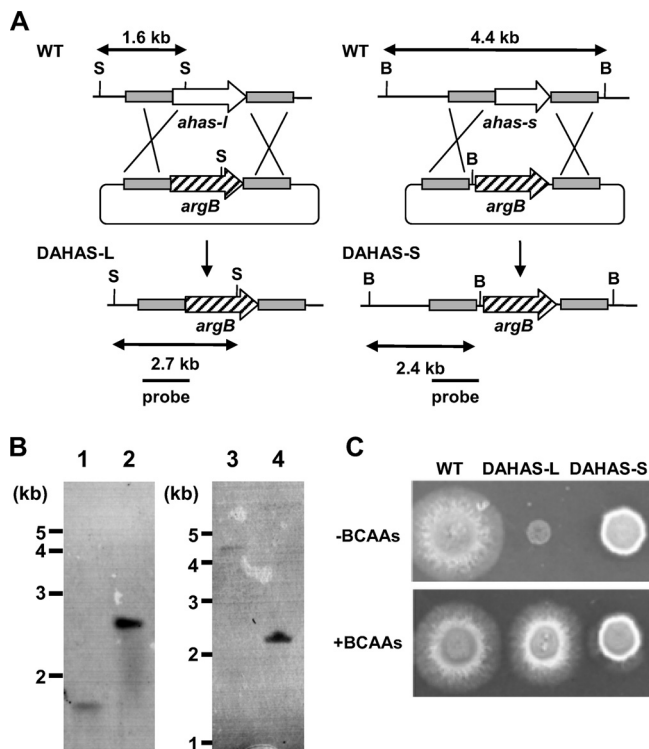 A
WT
1.6 kb
S
S
ahas-l
S
argB
DAHAS-L
S
S
argB
2.7 kb
probe
WT
4.4 kb
B
B
ahas-s
B
argB
DAHAS-S
B
B
B
argB
2.4 kb
probe
B
1 2
(kb)
5
4
3
2
3 4
(kb)
5
4
3
2
1
C
WT DAHAS-L DAHAS-S
-BCAAs
+BCAAs